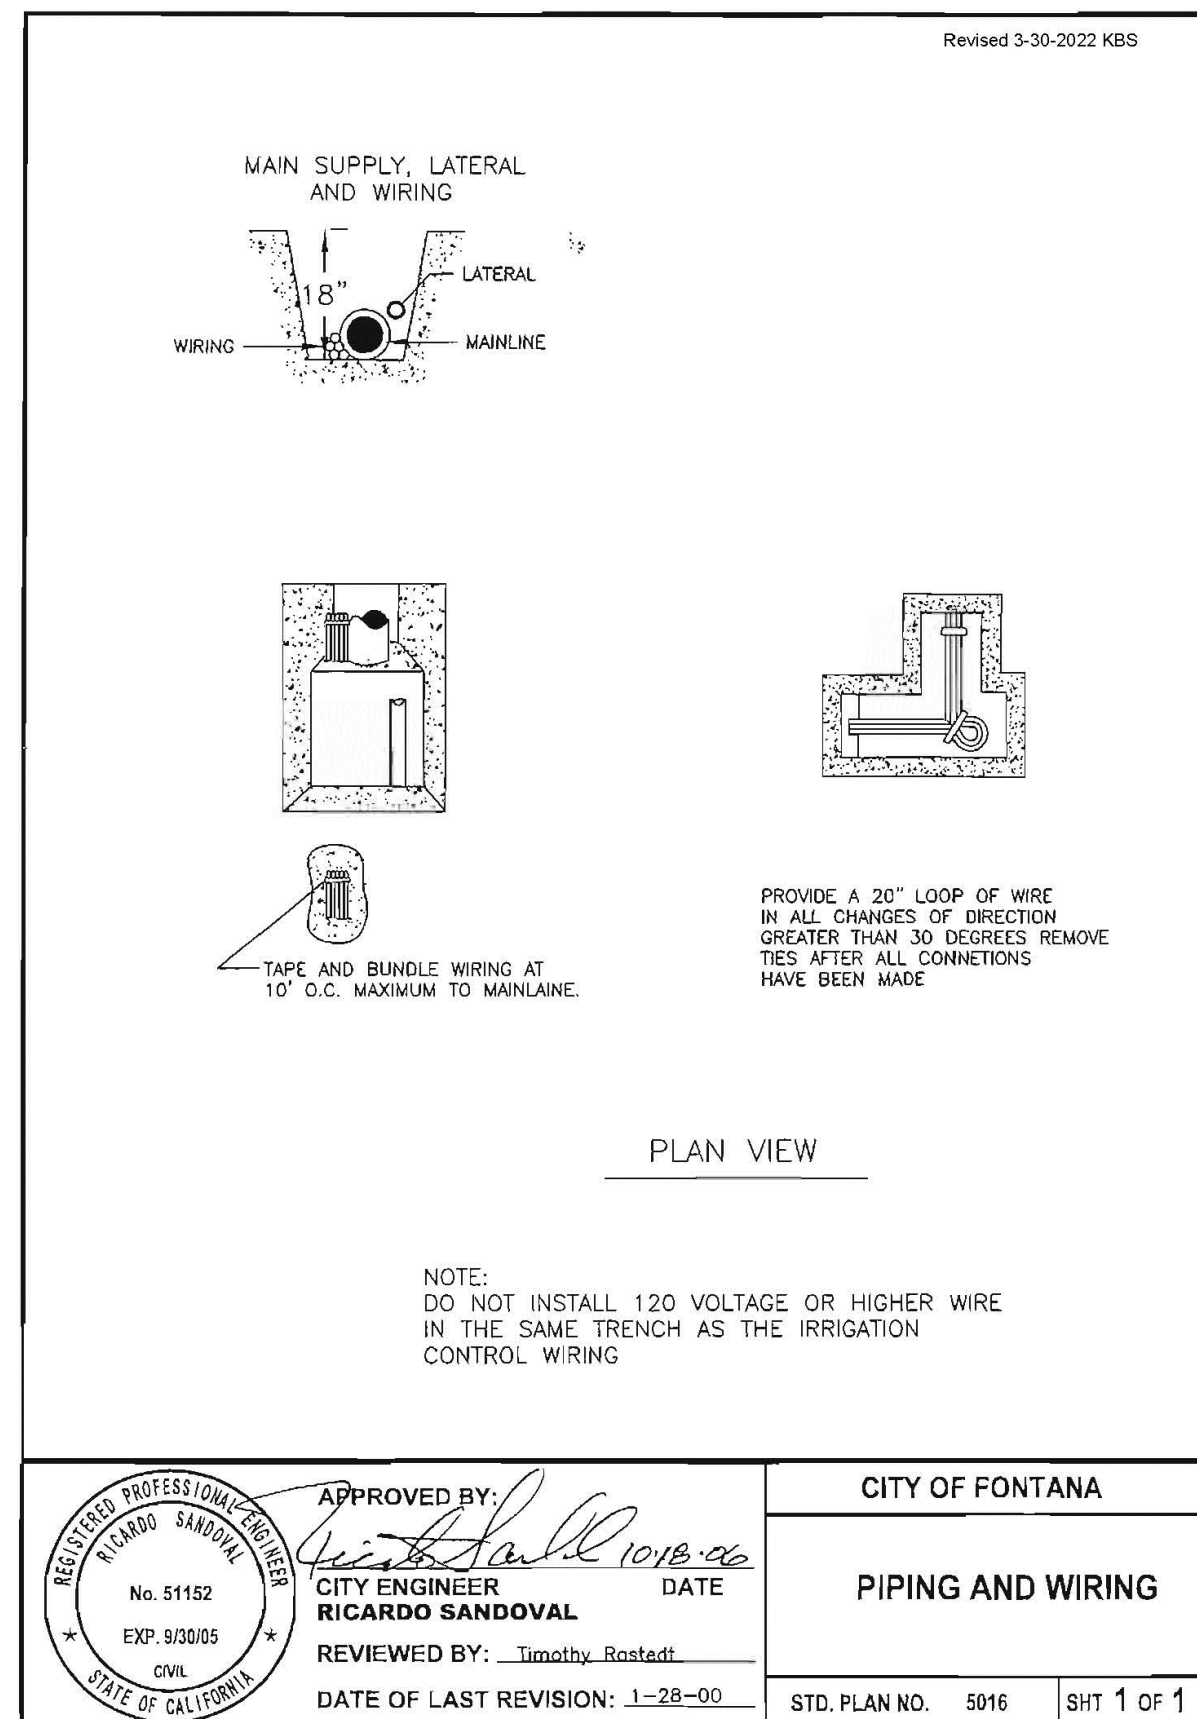 Revised 3-30-2022 KBS
MAIN SUPPLY, LATERAL
AND WIRING
18"
LATERAL
WIRING
MAINLINE
TAPE AND BUNDLE WIRING AT
10' O.C. MAXIMUM TO MAINLAINE.
PROVIDE A 20" LOOP OF WIRE
IN ALL CHANGES OF DIRECTION
GREATER THAN 30 DEGREES REMOVE
TIES AFTER ALL CONNETIONS
HAVE BEEN MADE
PLAN VIEW
NOTE:
DO NOT INSTALL 120 VOLTAGE OR HIGHER WIRE
IN THE SAME TRENCH AS THE IRRIGATION
CONTROL WIRING
REGISTERED PROFESSIONAL ENGINEER
RICARDO SANDOVAL
No. 51152
EXP. 9/30/05
CIVIL
STATE OF CALIFORNIA
APPROVED BY:
10·18·06
CITY ENGINEER DATE
RICARDO SANDOVAL
REVIEWED BY: Timothy Rastedt
DATE OF LAST REVISION: 1-28-00
CITY OF FONTANA
PIPING AND WIRING
STD. PLAN NO. 5016
SHT 1 OF 1